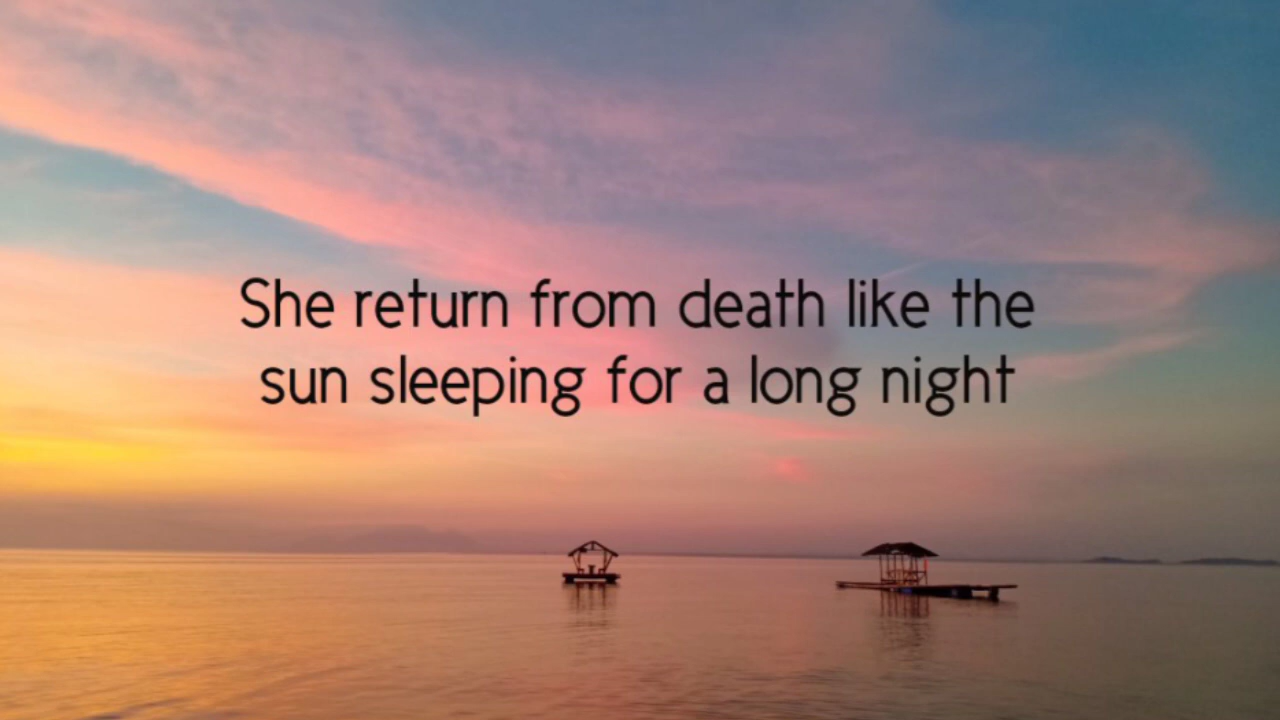 She return from death like the
sun sleeping for a long night